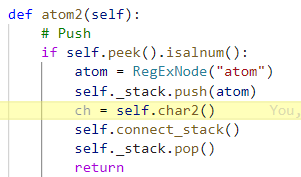 def atom2(self):
    # Push
    if self.peek().isalnum():
        atom = RegExNode("atom")
        self._stack.push(atom)
        ch = self.char2()    You,
        self.connect_stack()
        self._stack.pop()
        return